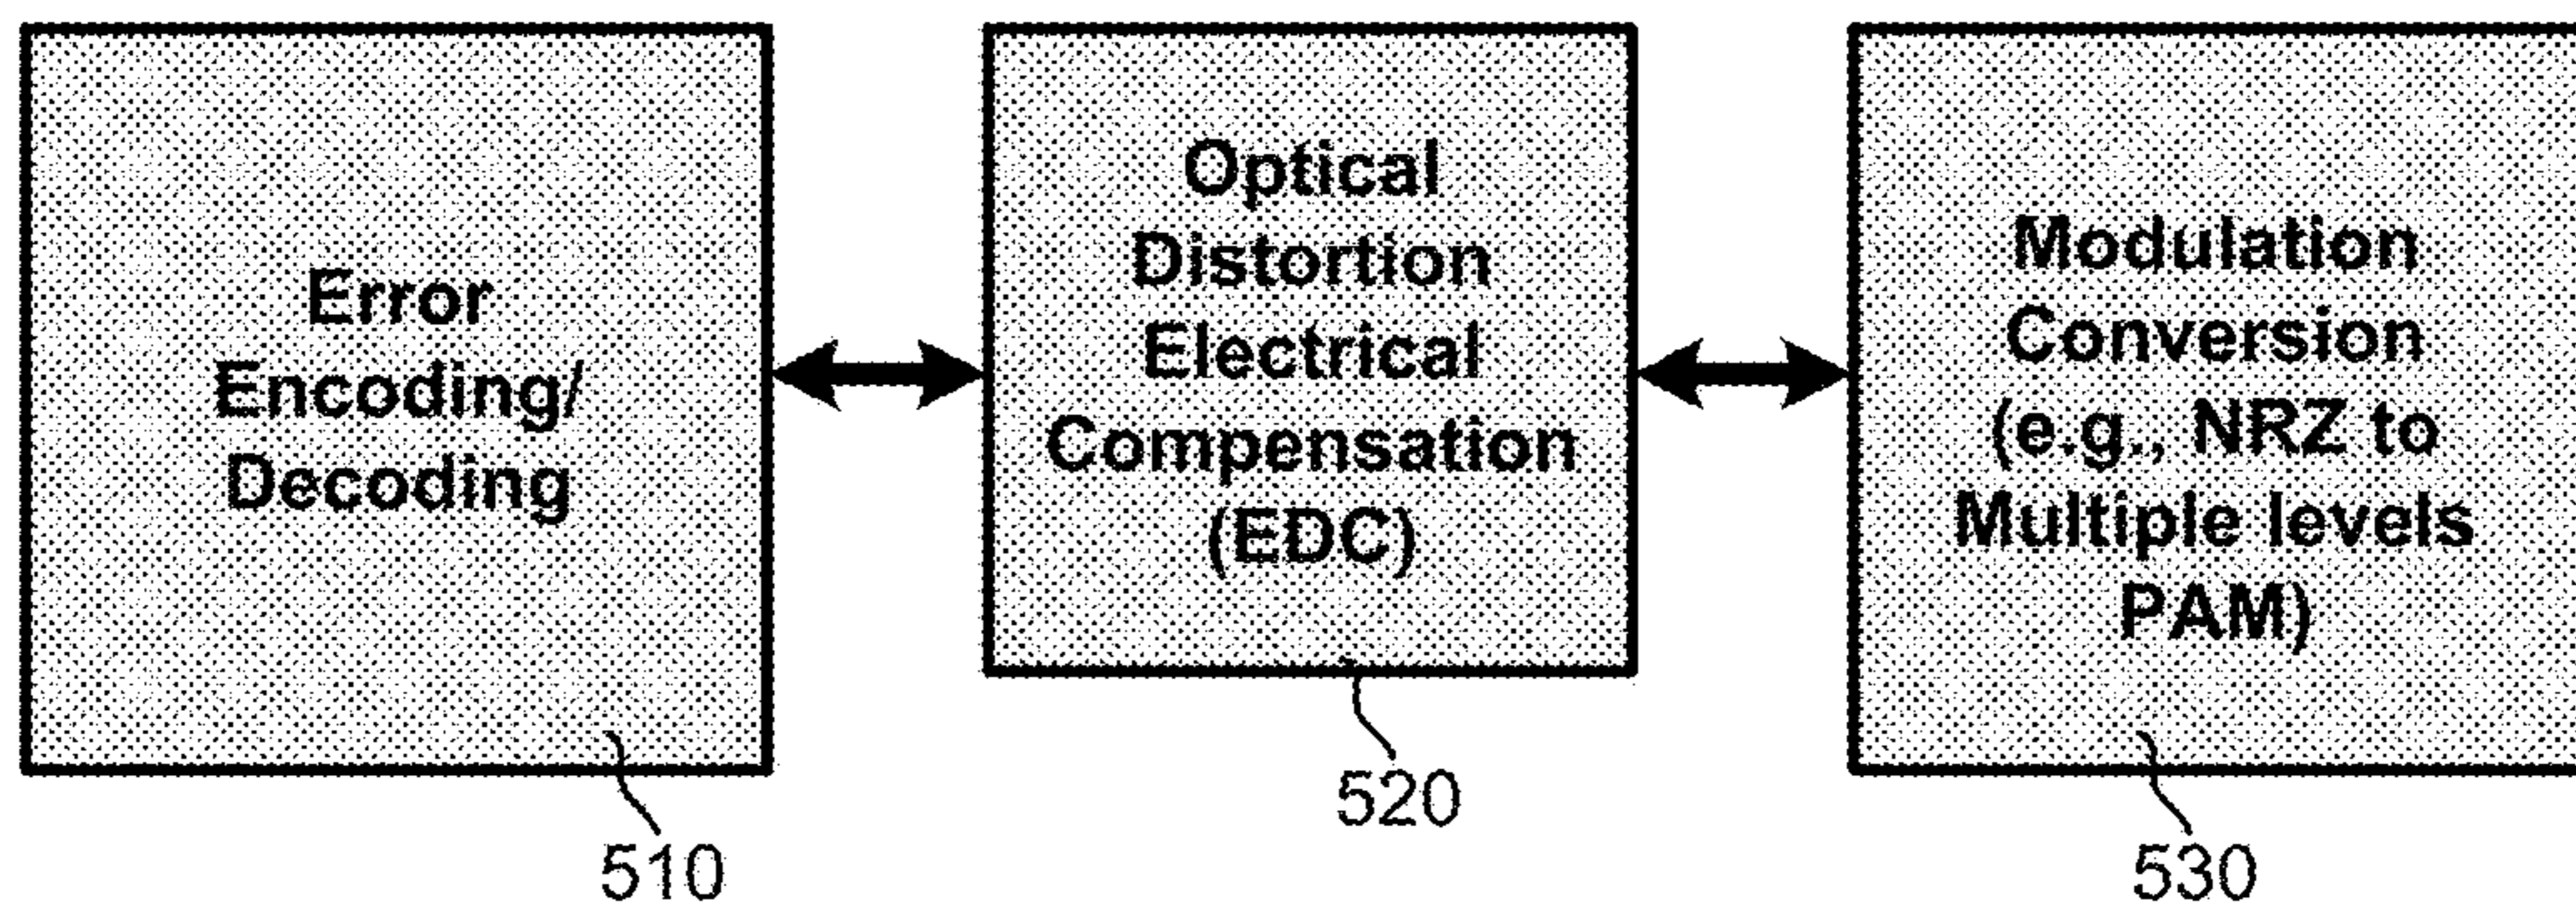 Error
Encoding/
Decoding
510
Optical
Distortion
Electrical
Compensation
(EDC)
520
Modulation
Conversion
(e.g., NRZ to
Multiple levels
PAM)
530